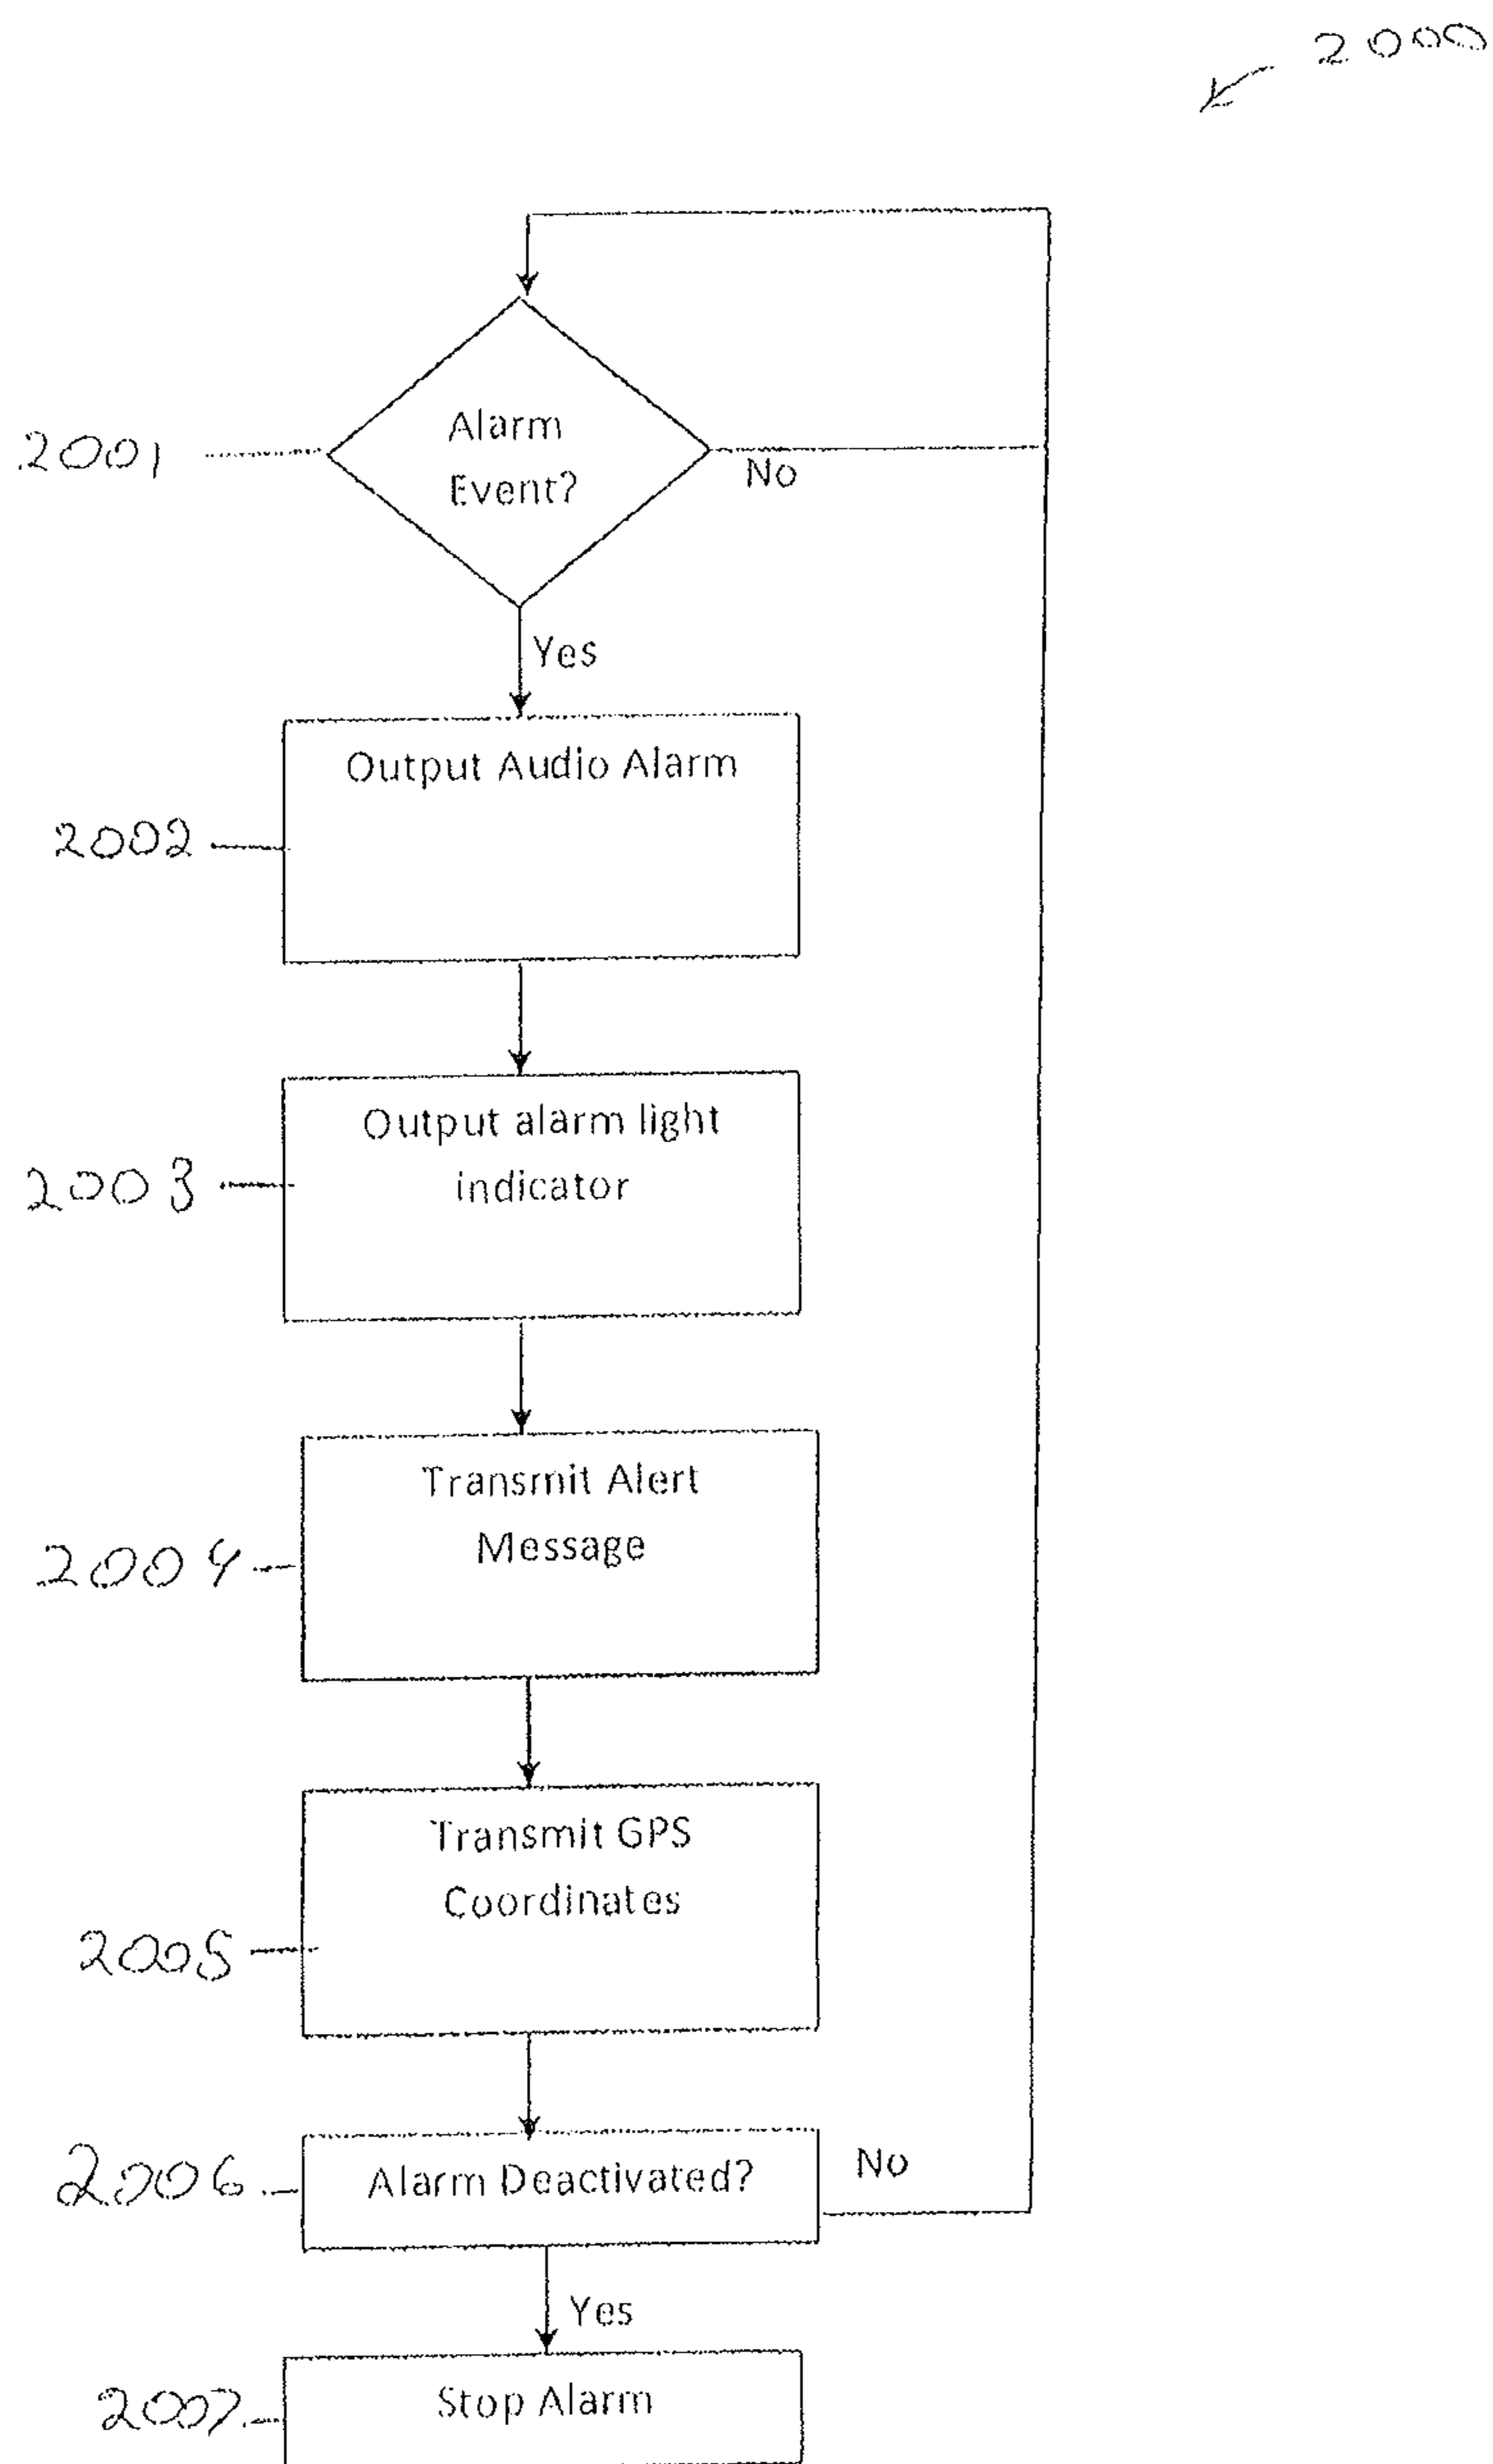 2000
2001
Alarm
Event?
No
Yes
Output Audio Alarm
2002
Output alarm light
indicator
2003
Transmit Alert
Message
2004
Transmit GPS
Coordinates
2005
2006
Alarm Deactivated?
No
Yes
2007
Stop Alarm